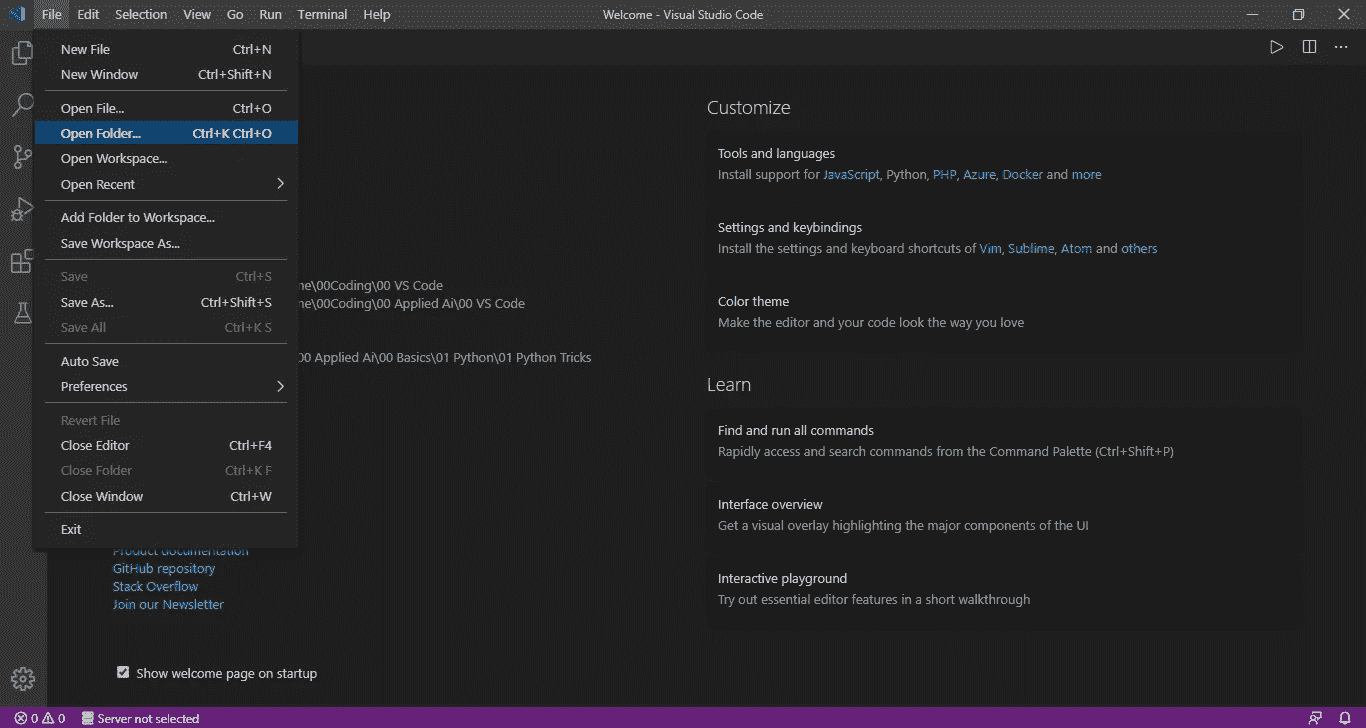 File Edit Selection View Go Run Terminal Help Welcome - Visual Studio Code
New File Ctrl+N
New Window Ctrl+Shift+N
Open File... Ctrl+O
Open Folder... Ctrl+K Ctrl+O
Open Workspace...
Open Recent
Add Folder to Workspace...
Save Workspace As...
Save Ctrl+S
Save As... Ctrl+Shift+S
Save All Ctrl+K S
Auto Save
Preferences
Revert File
Close Editor Ctrl+F4
Close Folder Ctrl+K F
Close Window Ctrl+W
Exit
ne\00Coding\00 VS Code
ne\00Coding\00 Applied Ai\00 VS Code
00 Applied Ai\00 Basics\01 Python\01 Python Tricks
Product documentation
GitHub repository
Stack Overflow
Join our Newsletter
Show welcome page on startup
Customize
Tools and languages
Install support for JavaScript, Python, PHP, Azure, Docker and more
Settings and keybindings
Install the settings and keyboard shortcuts of Vim, Sublime, Atom and others
Color theme
Make the editor and your code look the way you love
Learn
Find and run all commands
Rapidly access and search commands from the Command Palette (Ctrl+Shift+P)
Interface overview
Get a visual overlay highlighting the major components of the UI
Interactive playground
Try out essential editor features in a short walkthrough
0 0 Server not selected